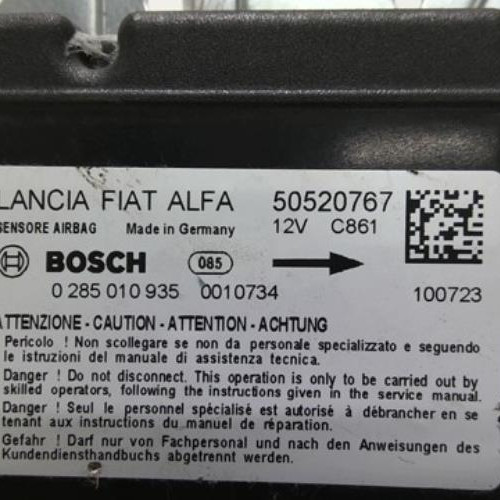 LANCIA FIAT ALFA 50520767
SENSORE AIRBAG Made in Germany 12V C861
BOSCH 085
0 285 010 935 0010734 100723
ATTENZIONE - CAUTION - ATTENTION - ACHTUNG
Pericolo ! Non scollegare se non da personale specializzato e seguendo
le istruzioni del manuale di assistenza tecnica.
Danger ! Do not disconnect. This operation is only to be carried out by
skilled operators, following the instructions given in the service manual.
Danger ! Seul le personnel spécialisé est autorisé à débrancher en se
tenant aux instructions du manuel de réparation.
Gefahr ! Darf nur von Fachpersonal und nach den Anweisungen des
Kundendiensthandbuchs abgetrennt werden.